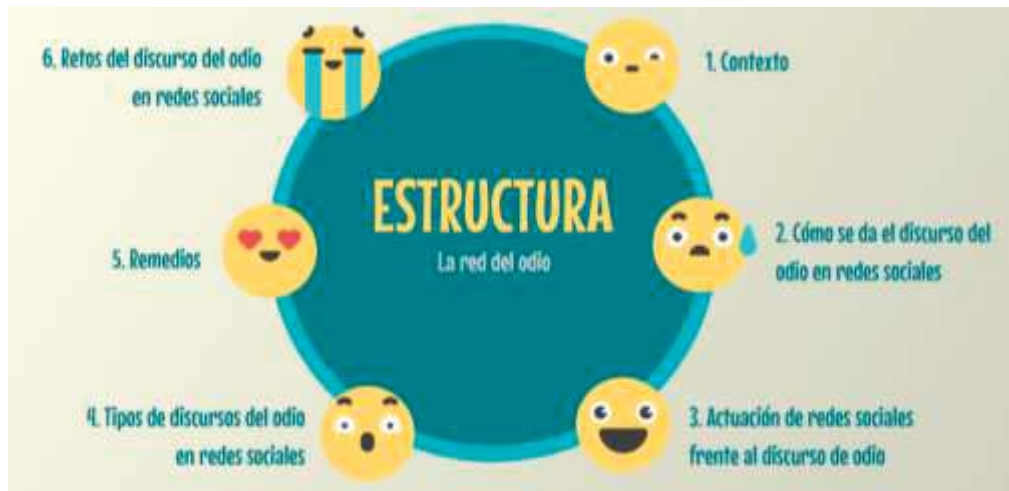 ESTRUCTURA
La red del odio
1. Contexto
2. Cómo se da el discurso del
odio en redes sociales
3. Actuación de redes sociales
frente al discurso de odio
4. Tipos de discursos del odio
en redes sociales
5. Remedios
6. Retos del discurso del odio
en redes sociales